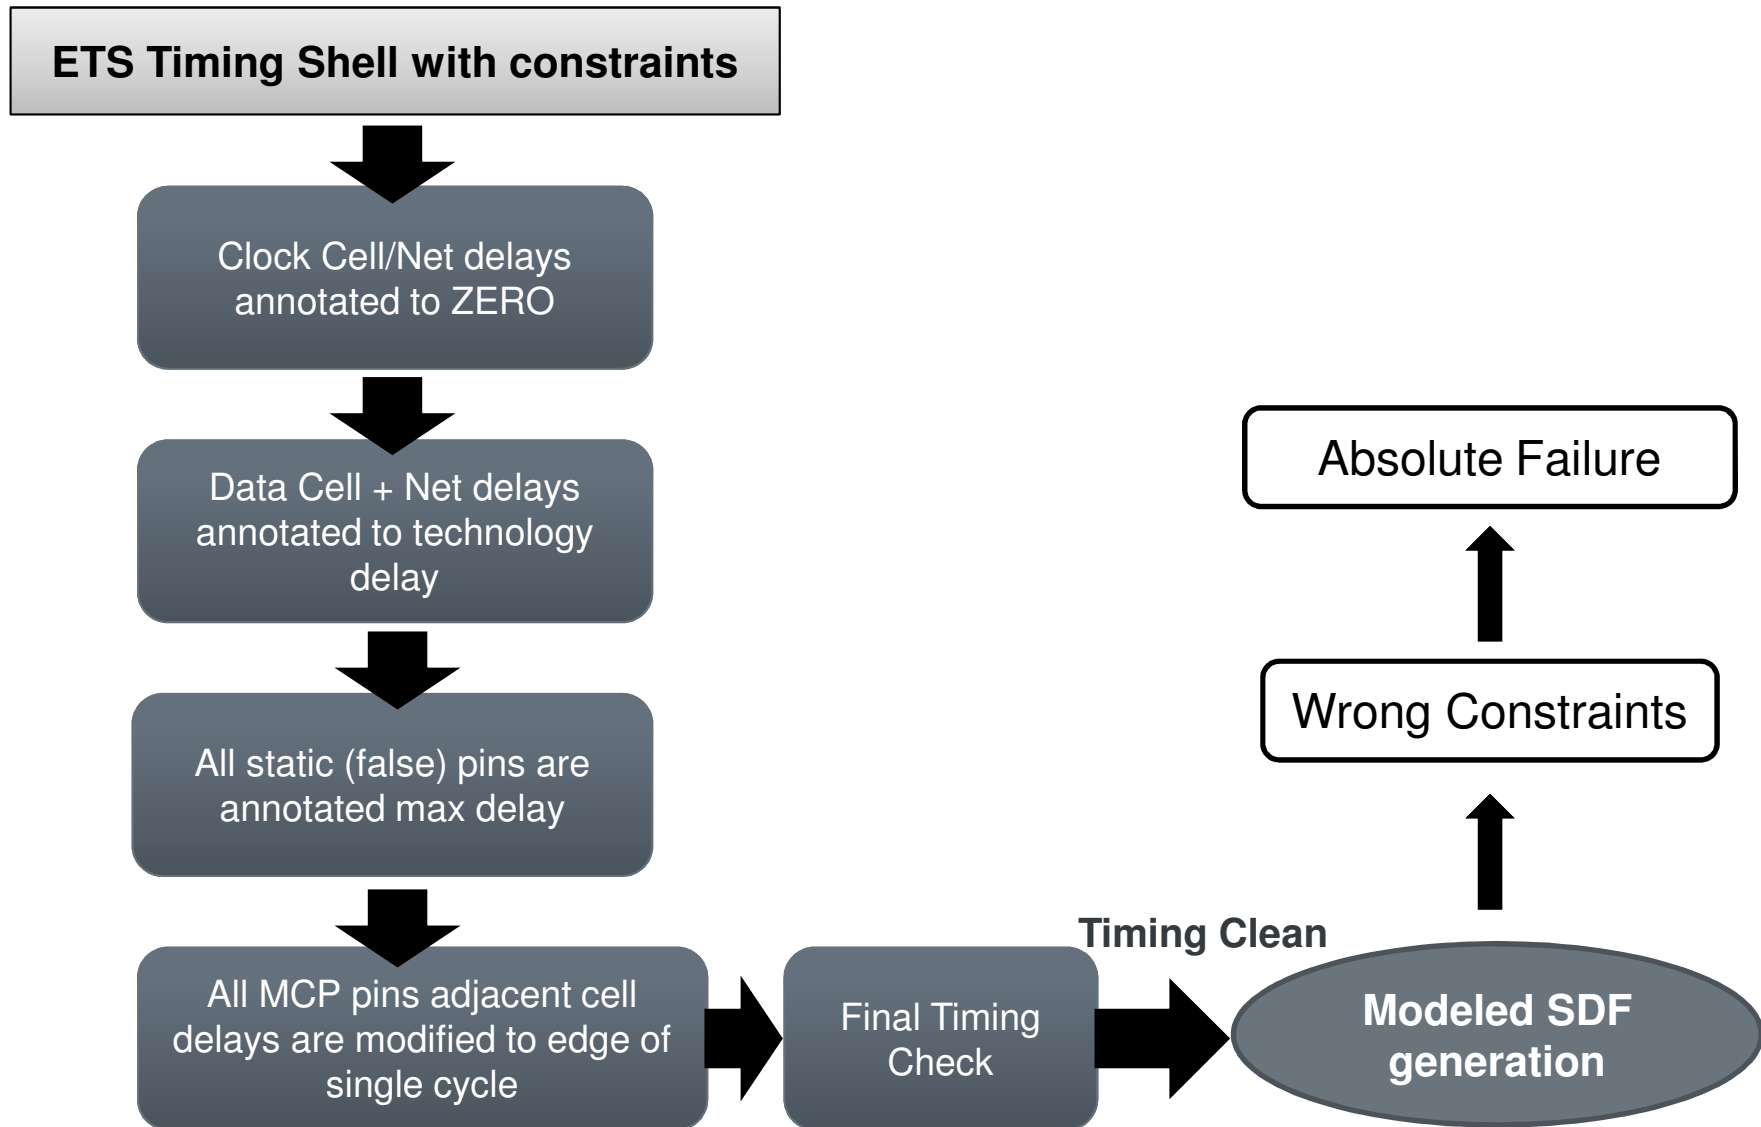 ETS Timing Shell with constraints
Clock Cell/Net delays
annotated to ZERO
Data Cell + Net delays
annotated to technology
delay
All static (false) pins are
annotated max delay
All MCP pins adjacent cell
delays are modified to edge of
single cycle
Final Timing
Check
Timing Clean
Modeled SDF
generation
Wrong Constraints
Absolute Failure